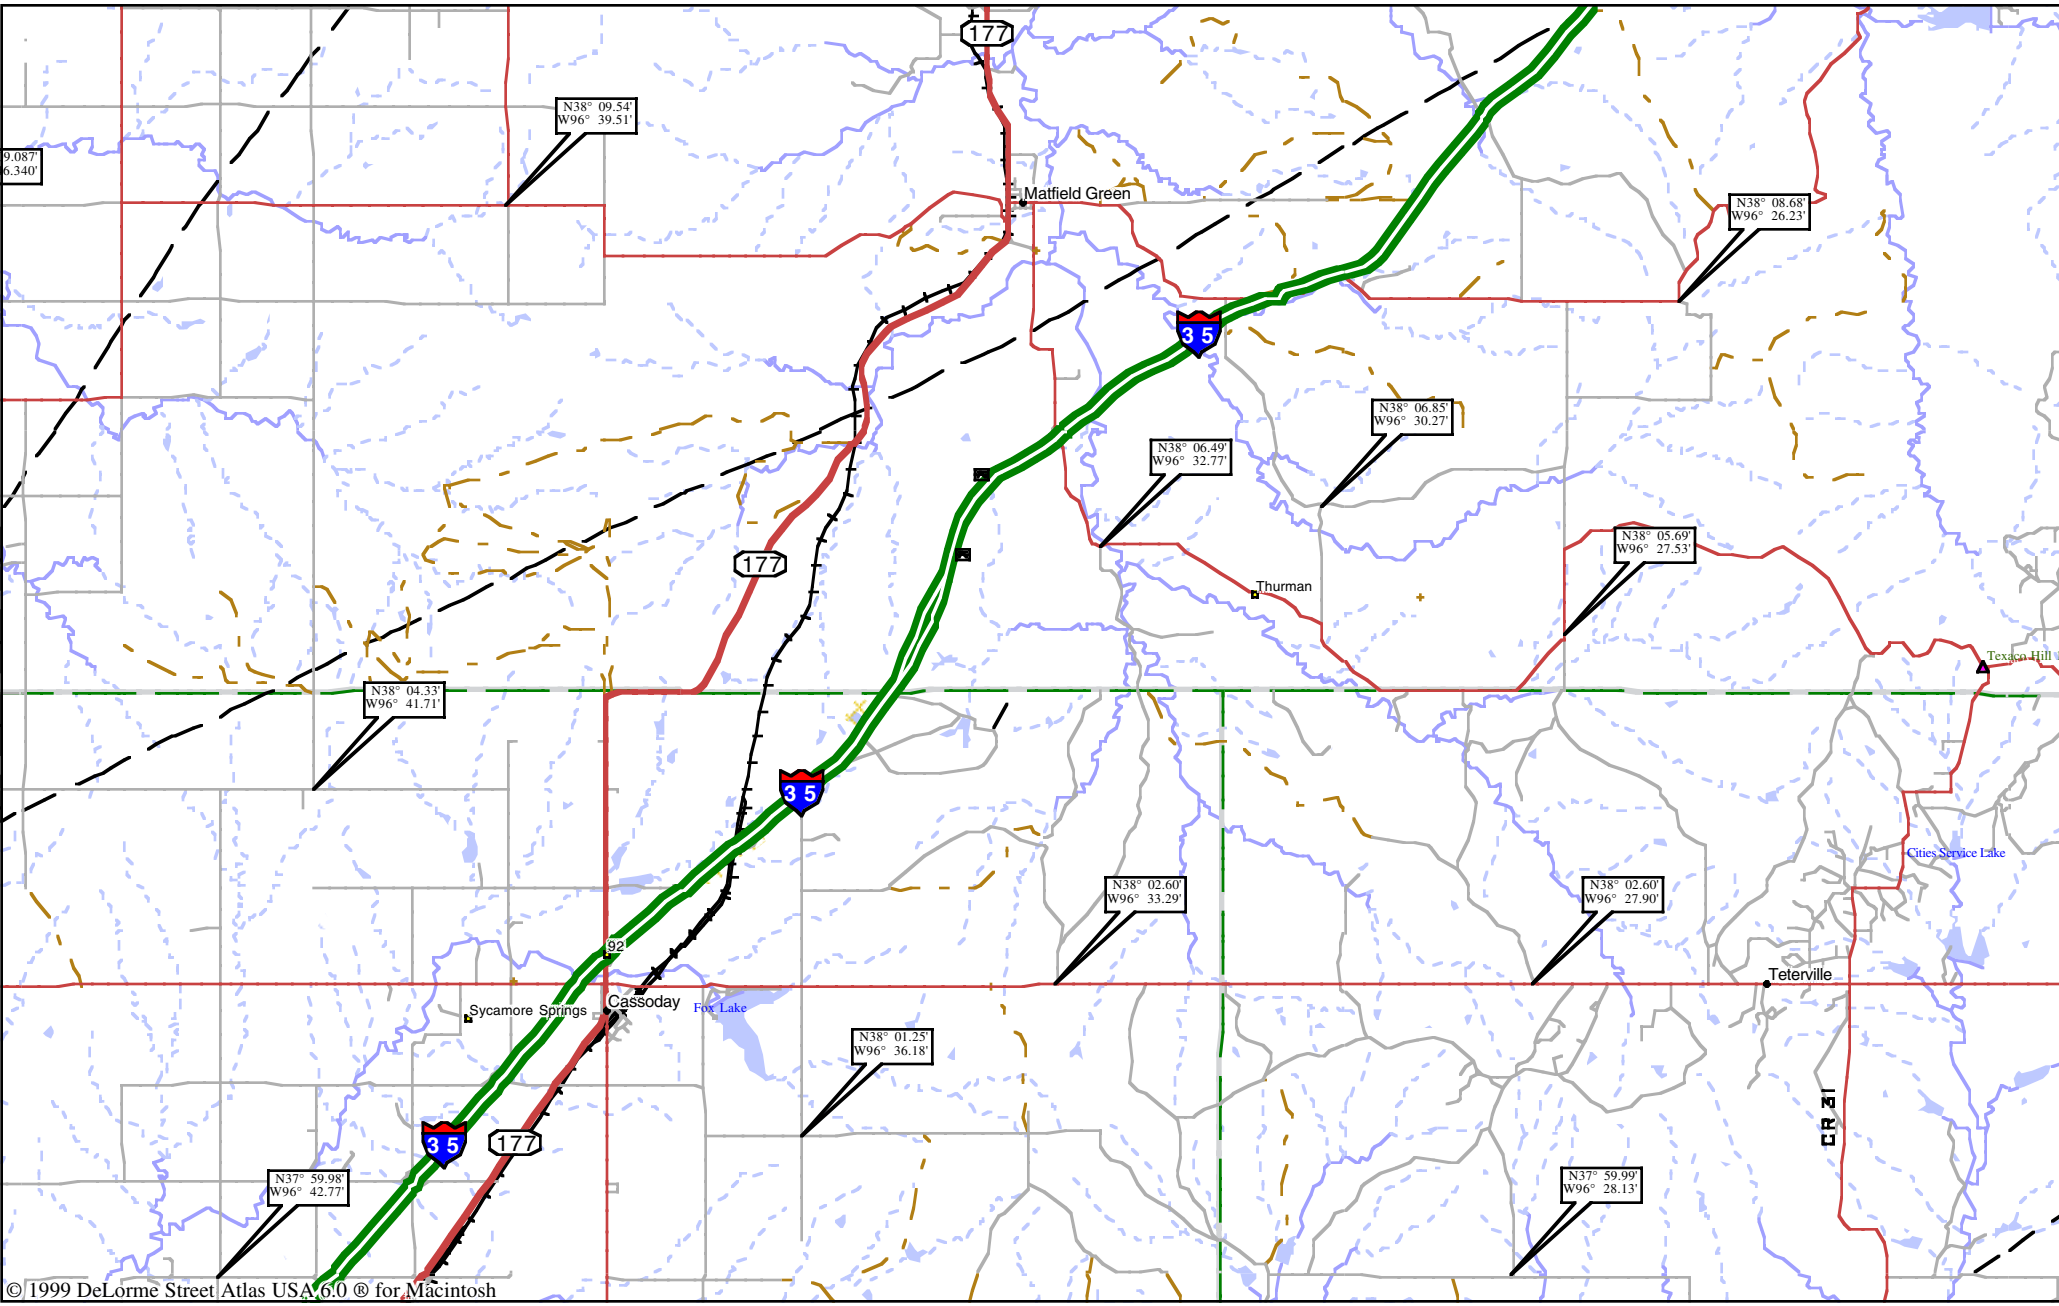 177
N38° 09.54'
W96° 39.51'
9.087'
6.340'
Matfield Green
N38° 08.68'
W96° 26.23'
35
N38° 06.85'
W96° 30.27'
N38° 06.49'
W96° 32.77'
177
N38° 05.69'
W96° 27.53'
Thurman
Texaco Hill
N38° 04.33'
W96° 41.71'
35
Cities Service Lake
N38° 02.60'
W96° 33.29'
N38° 02.60'
W96° 27.90'
92
Teterville
Cassoday
Sycamore Springs
Fox Lake
N38° 01.25'
W96° 36.18'
CR 31
35
177
N37° 59.98'
W96° 42.77'
N37° 59.99'
W96° 28.13'
© 1999 DeLorme Street Atlas USA 6.0 ® for Macintosh